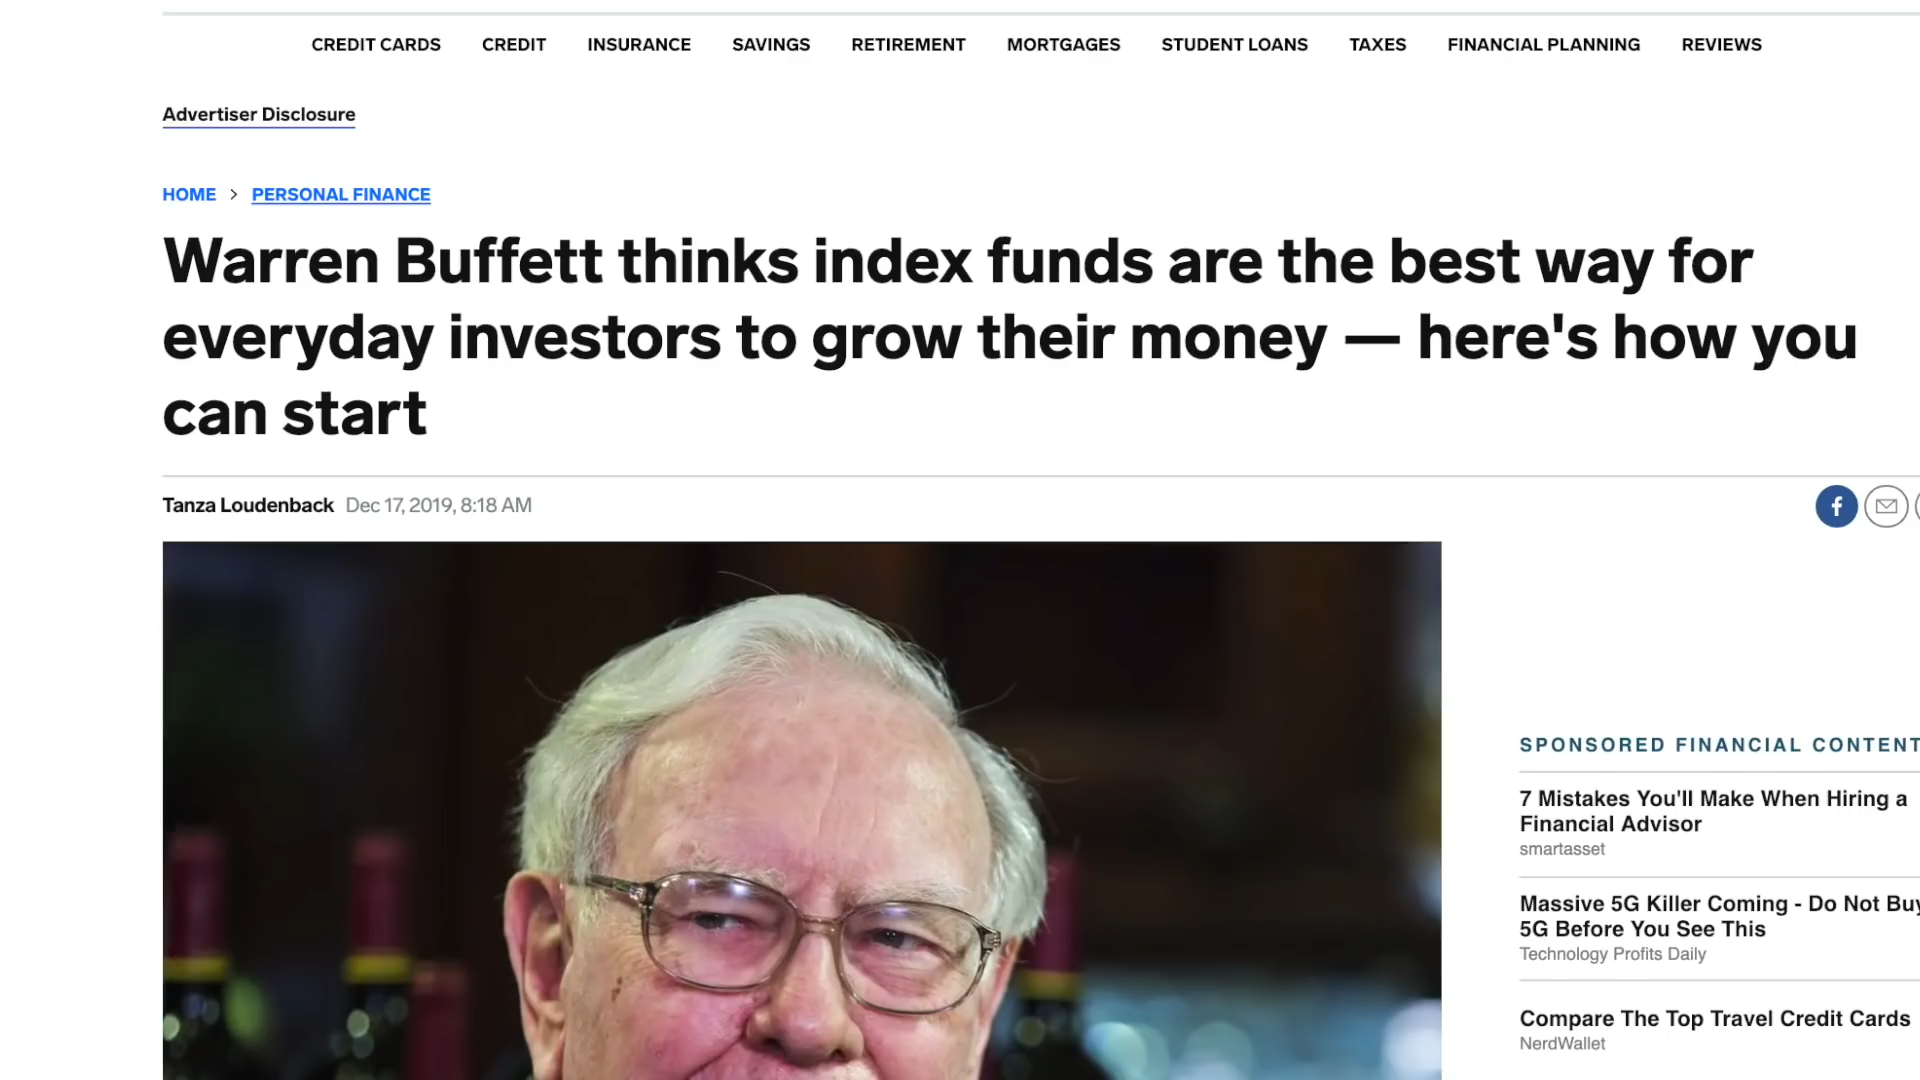 CREDIT CARDS CREDIT INSURANCE SAVINGS RETIREMENT MORTGAGES STUDENT LOANS TAXES FINANCIAL PLANNING REVIEWS
Advertiser Disclosure
HOME > PERSONAL FINANCE
Warren Buffett thinks index funds are the best way for
everyday investors to grow their money — here's how you
can start
Tanza Loudenback Dec 17, 2019, 8:18 AM
f
SPONSORED FINANCIAL CONTENT
7 Mistakes You'll Make When Hiring a
Financial Advisor
smartasset
Massive 5G Killer Coming - Do Not Buy
5G Before You See This
Technology Profits Daily
Compare The Top Travel Credit Cards
NerdWallet